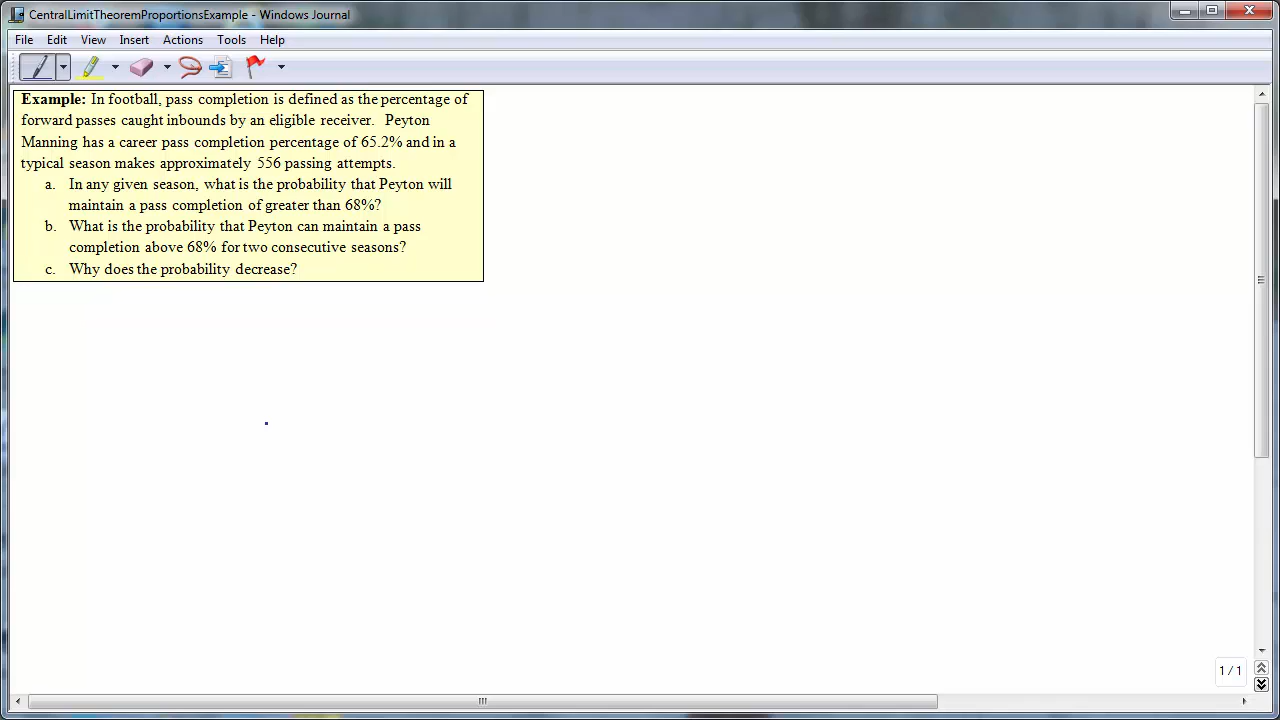 CentralLimitTheoremProportionsExample - Windows Journal
File Edit View Insert Actions Tools Help
Example: In football, pass completion is defined as the percentage of
forward passes caught inbounds by an eligible receiver. Peyton
Manning has a career pass completion percentage of 65.2% and in a
typical season makes approximately 556 passing attempts.
a. In any given season, what is the probability that Peyton will
maintain a pass completion of greater than 68%?
b. What is the probability that Peyton can maintain a pass
completion above 68% for two consecutive seasons?
c. Why does the probability decrease?
1 / 1